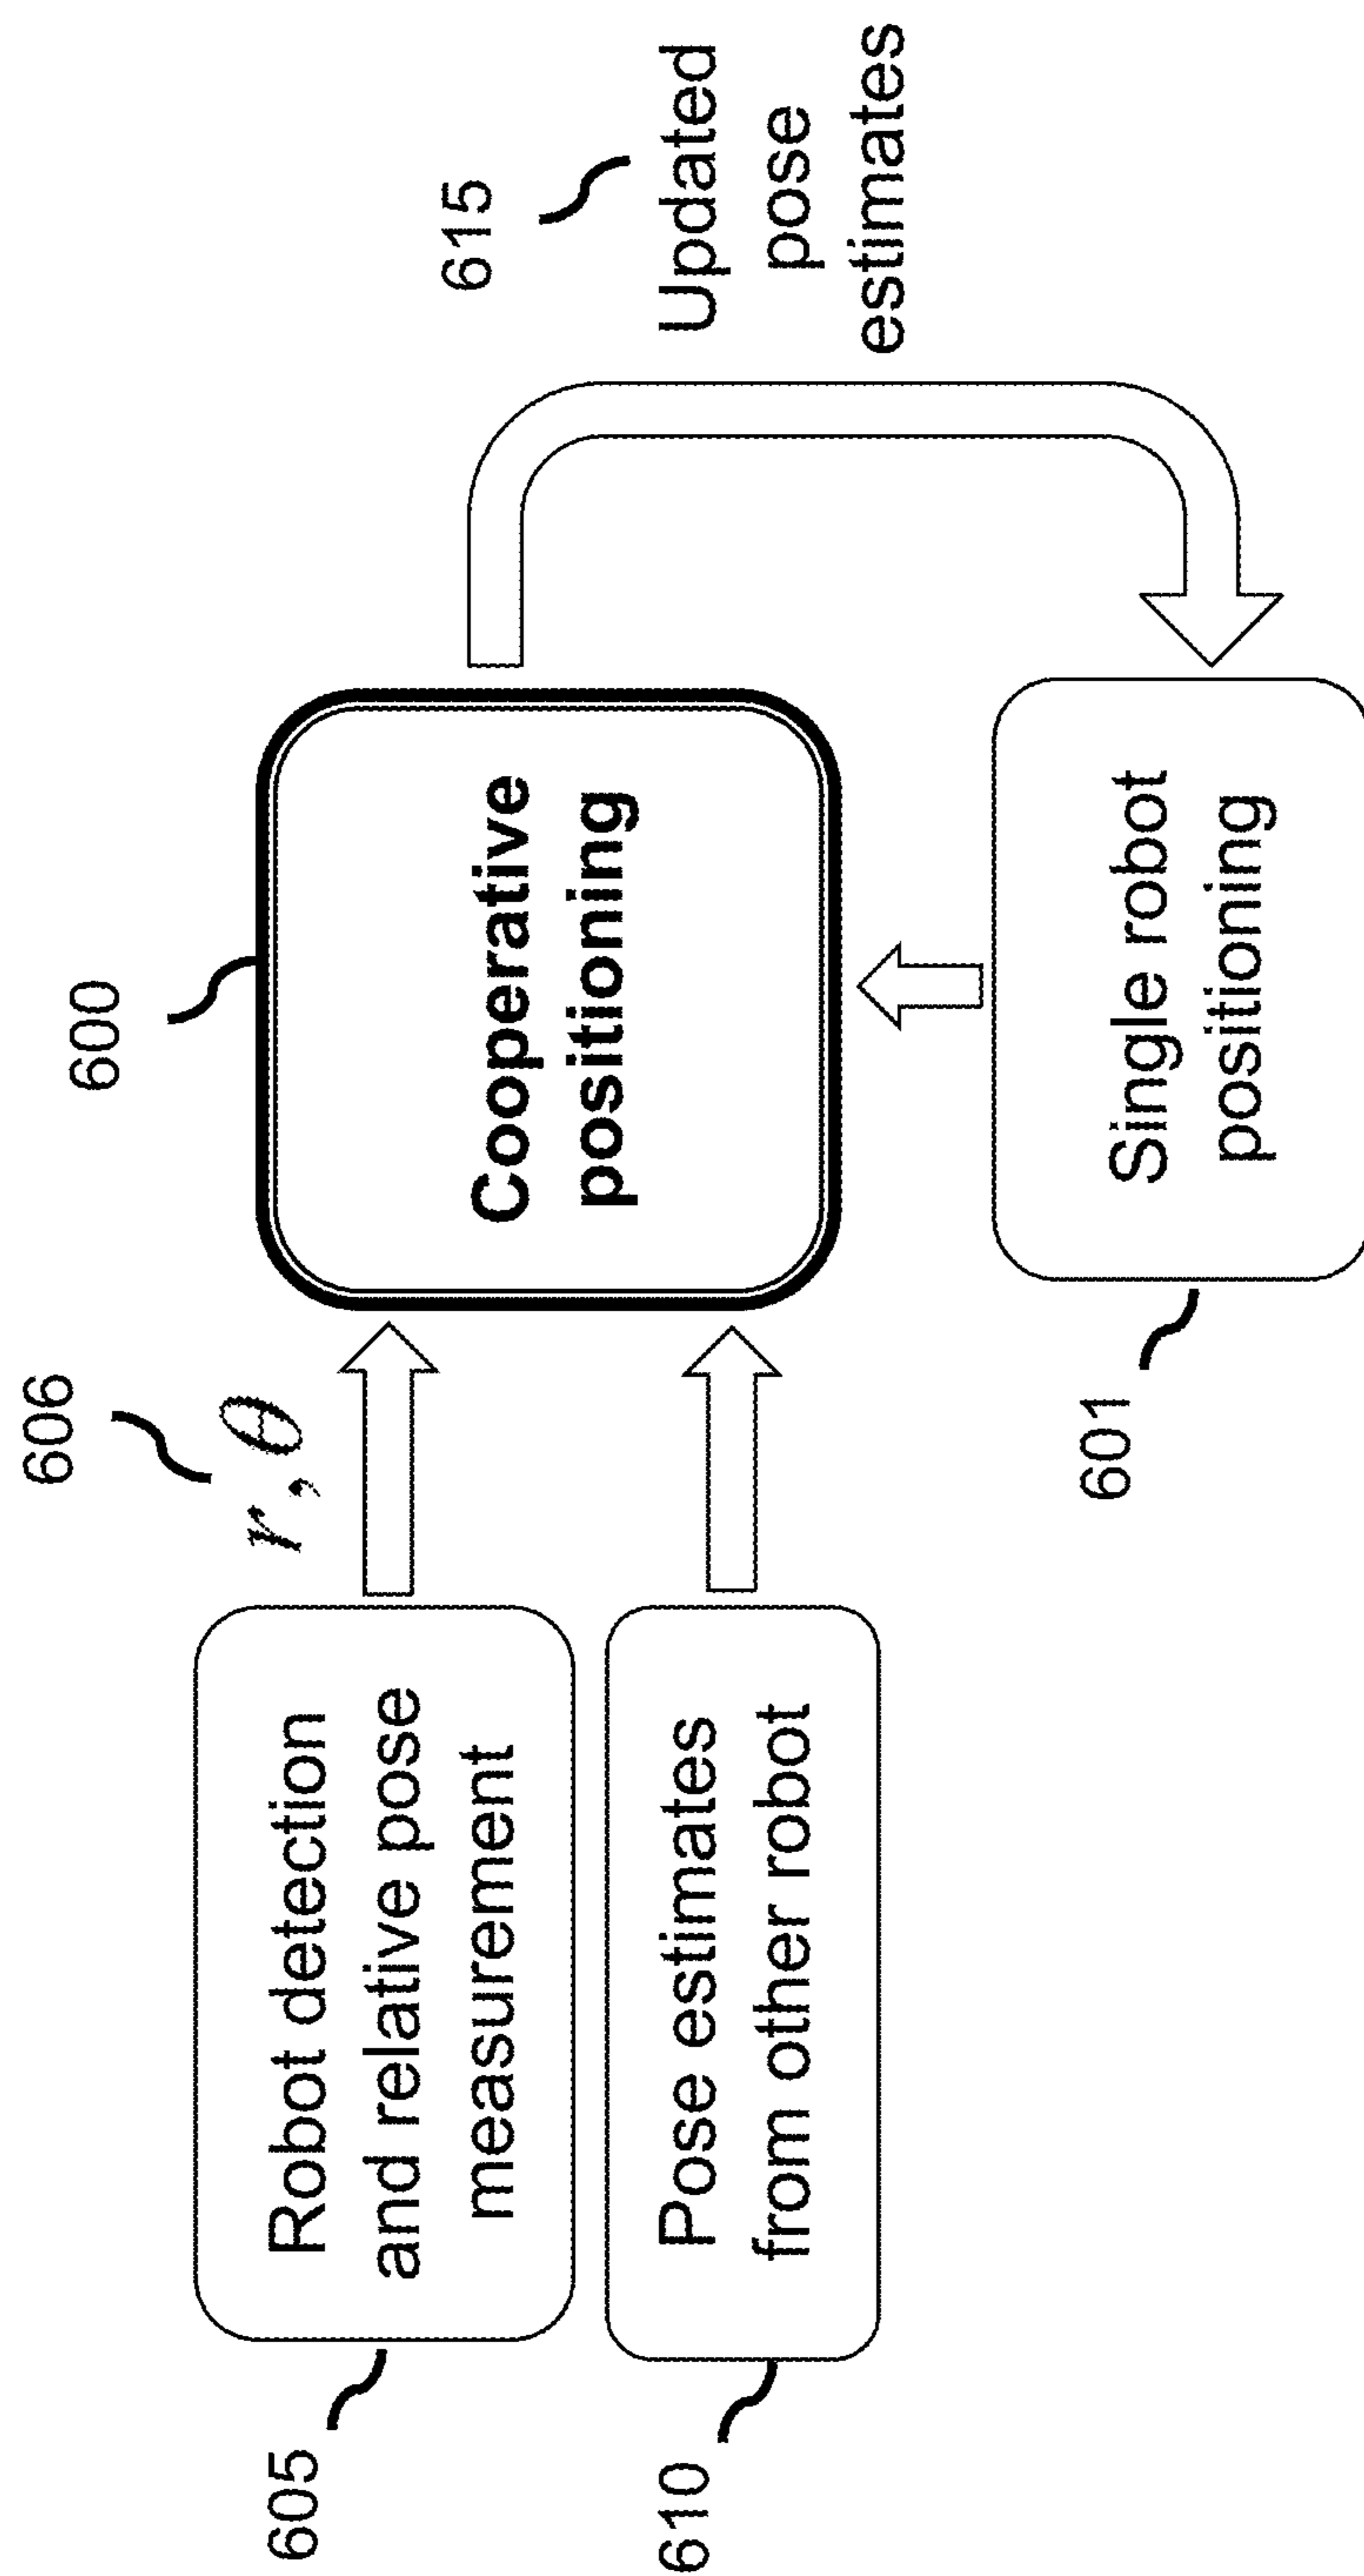 606
r, θ
600
615
Updated
pose
estimates
605
Robot detection
and relative pose
measurement
Cooperative
positioning
610
Pose estimates
from other robot
601
Single robot
positioning